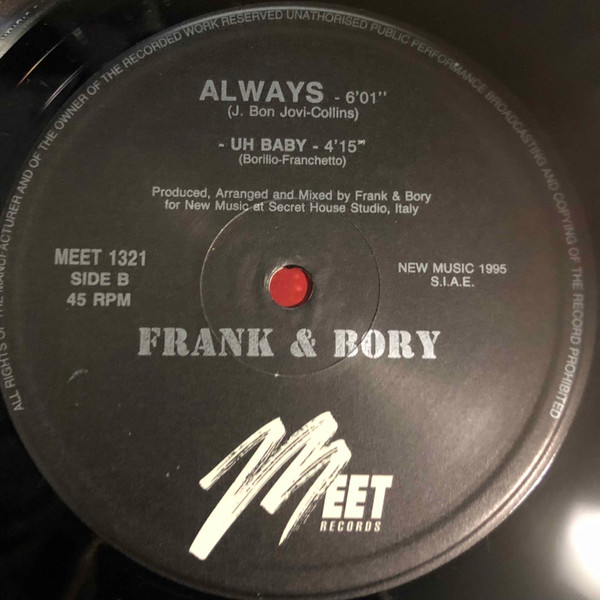 ALL RIGHTS OF THE MANUFACTURER AND OF THE OWNER OF THE RECORDED WORK RESERVED UNAUTHORISED PUBLIC PERFORMANCE BROADCASTING AND COPYING OF THE RECORD PROHIBITED
ALWAYS - 6'01"
(J. Bon Jovi-Collins)
- UH BABY - 4'15"
(Borillo-Franchetto)
Produced, Arranged and Mixed by Frank & Bory
for New Music at Secret House Studio, Italy
MEET 1321
SIDE B
45 RPM
NEW MUSIC 1995
S.I.A.E.
FRANK & BORY
MEET
RECORDS